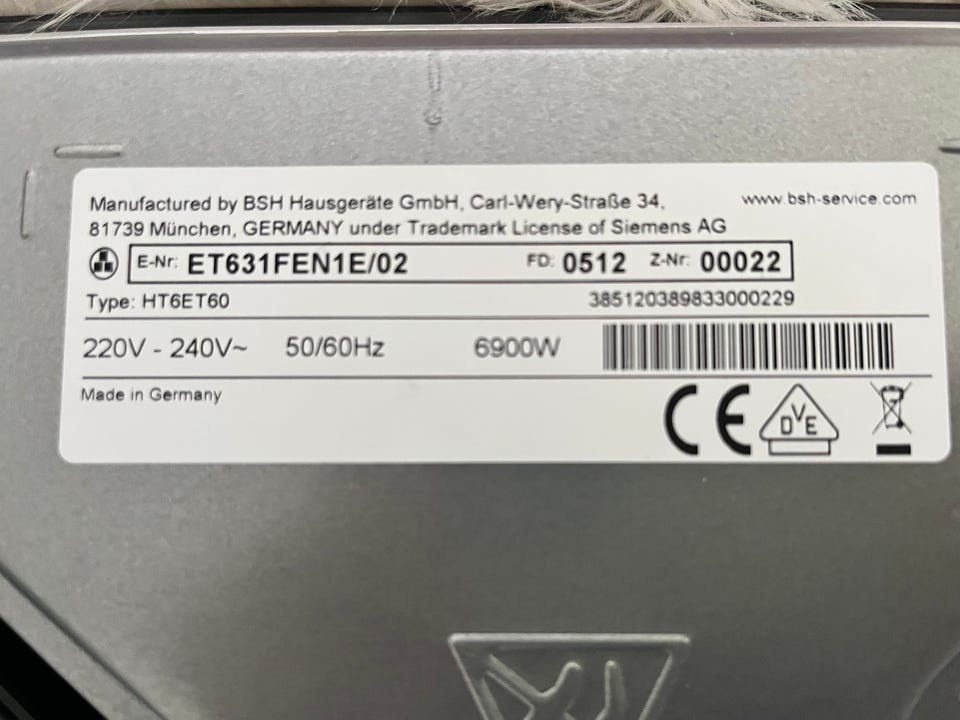 Manufactured by BSH Hausgeräte GmbH, Carl-Wery-Straße 34, www.bsh-service.com
81739 München, GERMANY under Trademark License of Siemens AG
E-Nr: ET631FEN1E/02 FD: 0512 Z-Nr: 00022
Type: HT6ET60 385120389833000229
220V - 240V~ 50/60Hz 6900W
Made in Germany CE DVE